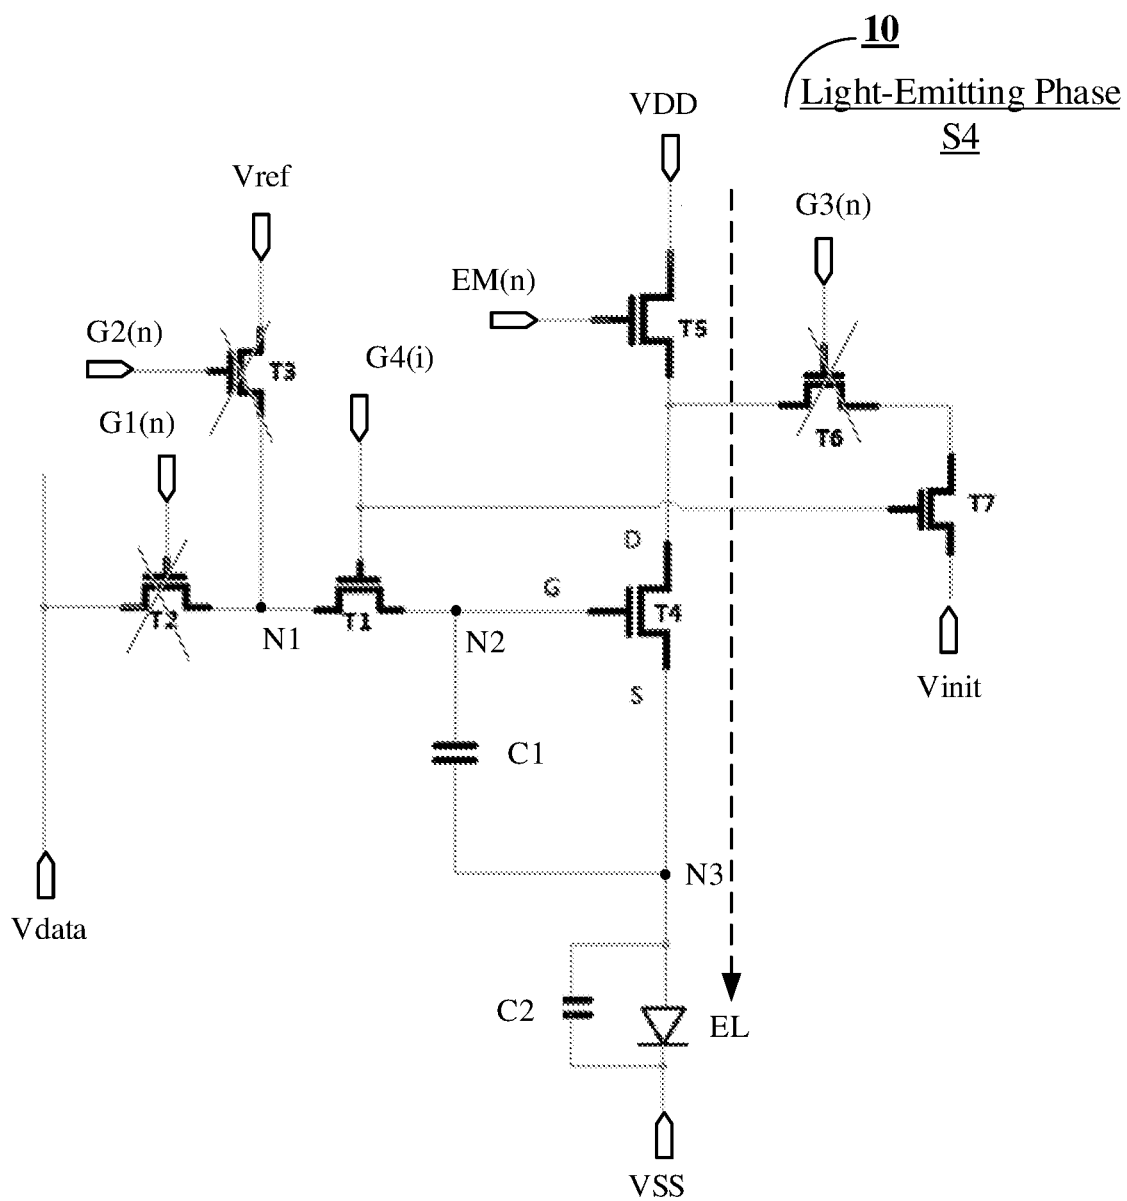 10
Light-Emitting Phase
S4
VDD
Vref
G3(n)
EM(n)
G2(n)
T5
G4(i)
T3
G1(n)
T6
T7
D
G
T2
N1
T1
N2
T4
S
Vinit
C1
N3
Vdata
C2
EL
VSS